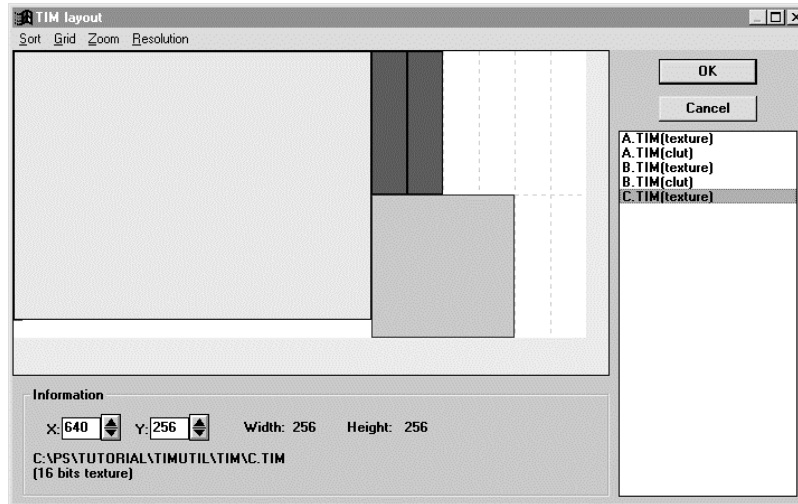 TIM layout
Sort Grid Zoom Resolution
OK
Cancel
A.TIM(texture)
A.TIM(clut)
B.TIM(texture)
B.TIM(clut)
C.TIM(texture)
Information
X: 640 Y: 256 Width: 256 Height: 256
C:\PS\TUTORIAL\TIMUTIL\TIM\C.TIM
(16 bits texture)